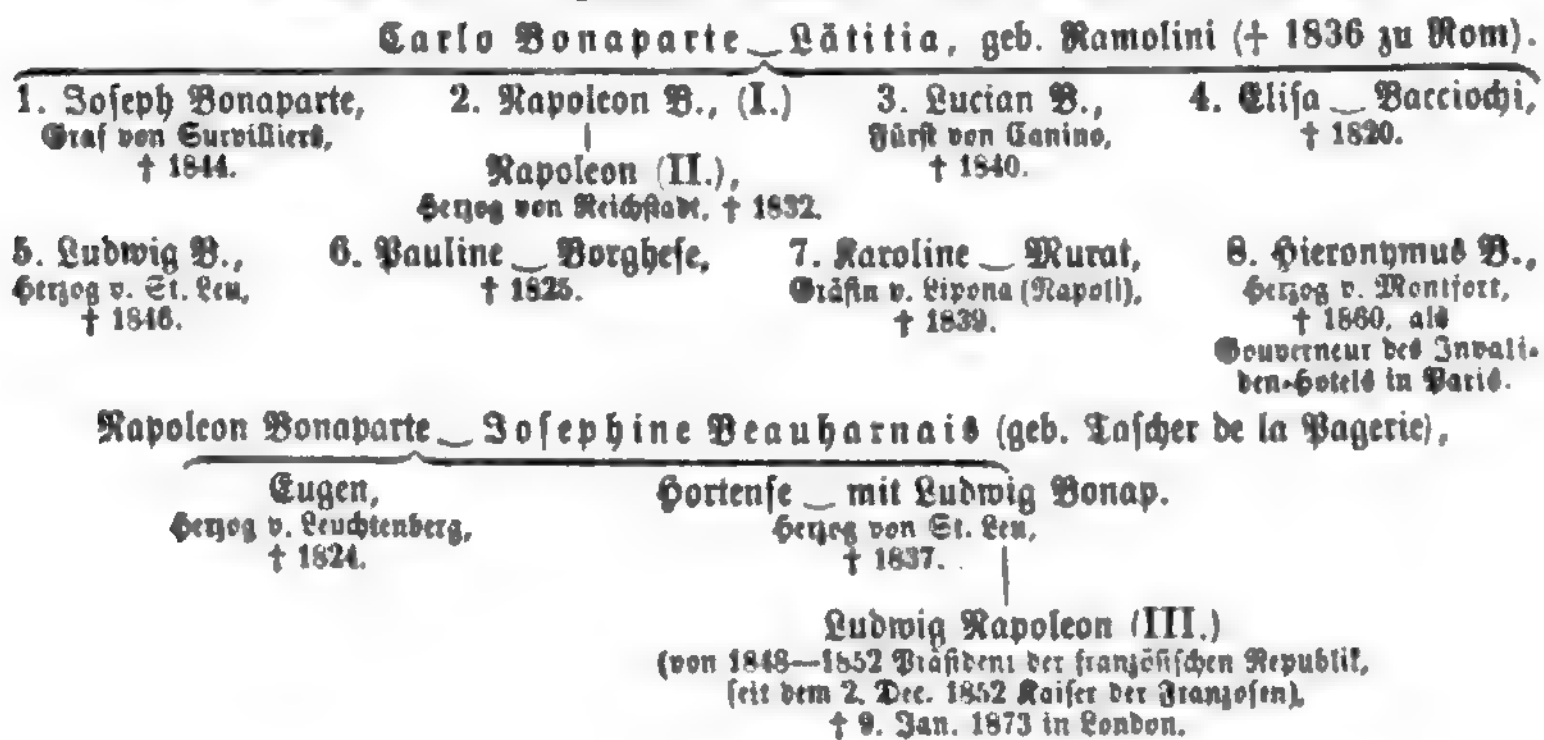 Carlo Bonaparte ‿ Lätitia, geb. Ramolini († 1836 zu Rom).
1. Joseph Bonaparte,
Graf von Survilliers,
† 1844.
2. Napoleon B., (I.)
Napoleon (II.),
Herzog von Reichstadt, † 1832.
3. Lucian B.,
Fürst von Canino,
† 1840.
4. Elisa ‿ Bacciochi,
† 1820.
5. Ludwig B.,
Herzog v. St. Leu,
† 1846.
6. Pauline ‿ Borghese,
† 1825.
7. Karoline ‿ Murat,
Gräfin v. Lipona (Napoli),
† 1839.
8. Hieronymus B.,
Herzog v. Montfort,
† 1860, als
Gouverneur des Invali-
den-Hotels in Paris.
Napoleon Bonaparte ‿ Josephine Beauharnais (geb. Tascher de la Pagerie),
Eugen,
Herzog v. Leuchtenberg,
† 1824.
Hortense ‿ mit Ludwig Bonap.
Herzog von St. Leu,
† 1837.
Ludwig Napoleon (III.)
(von 1848—1852 Präsident der französischen Republik,
seit dem 2. Dec. 1852 Kaiser der Franzosen),
† 9. Jan. 1873 in London.